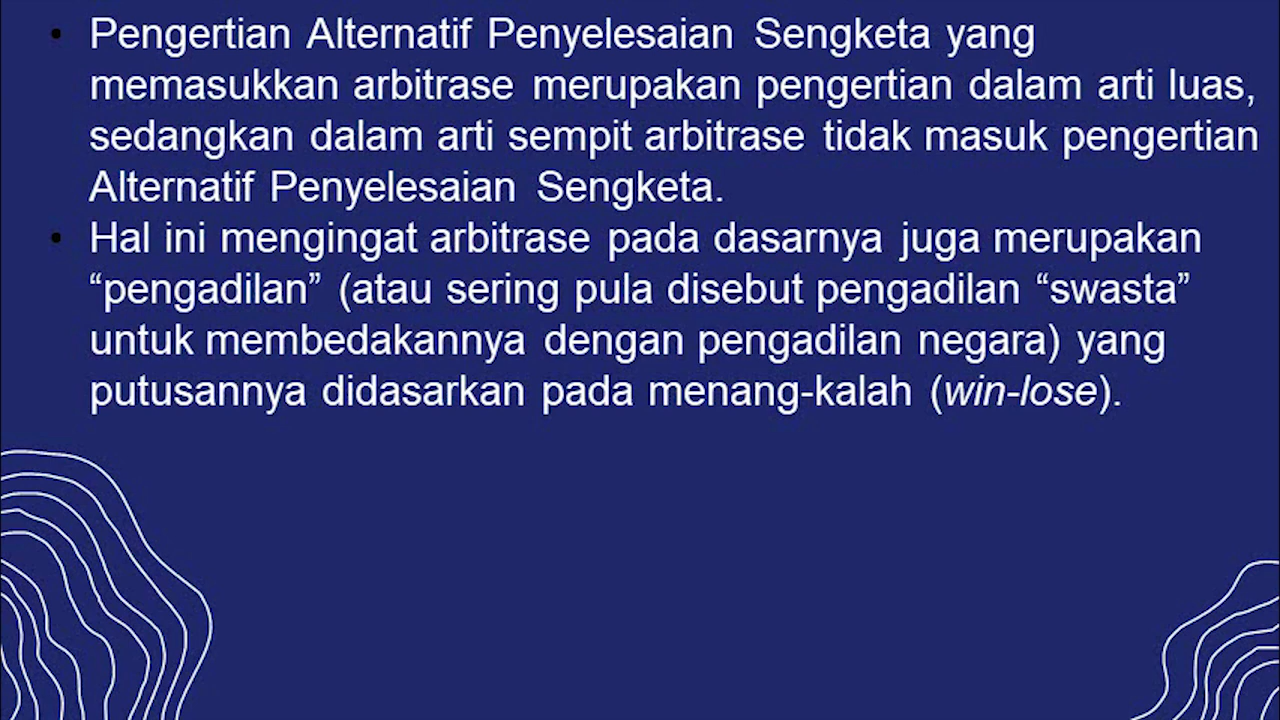 • Pengertian Alternatif Penyelesaian Sengketa yang
memasukkan arbitrase merupakan pengertian dalam arti luas,
sedangkan dalam arti sempit arbitrase tidak masuk pengertian
Alternatif Penyelesaian Sengketa.
• Hal ini mengingat arbitrase pada dasarnya juga merupakan
“pengadilan” (atau sering pula disebut pengadilan “swasta”
untuk membedakannya dengan pengadilan negara) yang
putusannya didasarkan pada menang-kalah (win-lose).